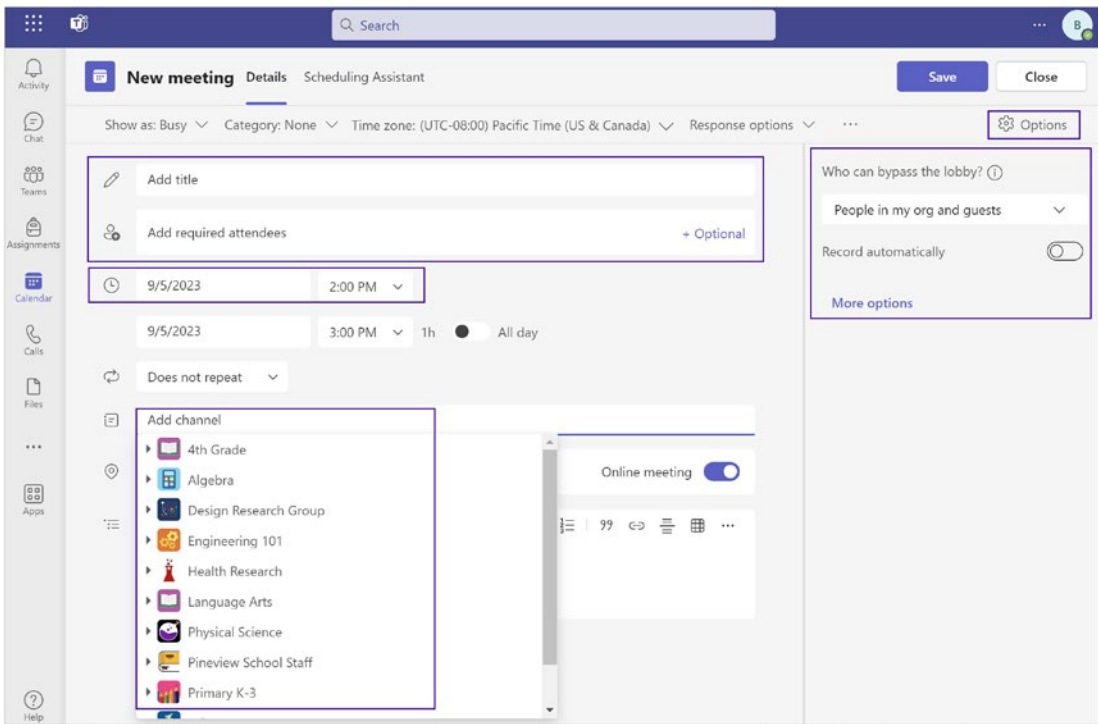 Search
...
B
Activity
Chat
Teams
Assignments
Calendar
Calls
Files
...
Apps
Help
New meeting Details Scheduling Assistant Save Close
Show as: Busy Category: None Time zone: (UTC-08:00) Pacific Time (US & Canada) Response options ... Options
Add title
Add required attendees + Optional
9/5/2023 2:00 PM
9/5/2023 3:00 PM 1h All day
Does not repeat
Add channel
4th Grade
Algebra
Design Research Group
Engineering 101
Health Research
Language Arts
Physical Science
Pineview School Staff
Primary K-3
Online meeting
99 ...
Who can bypass the lobby?
People in my org and guests
Record automatically
More options